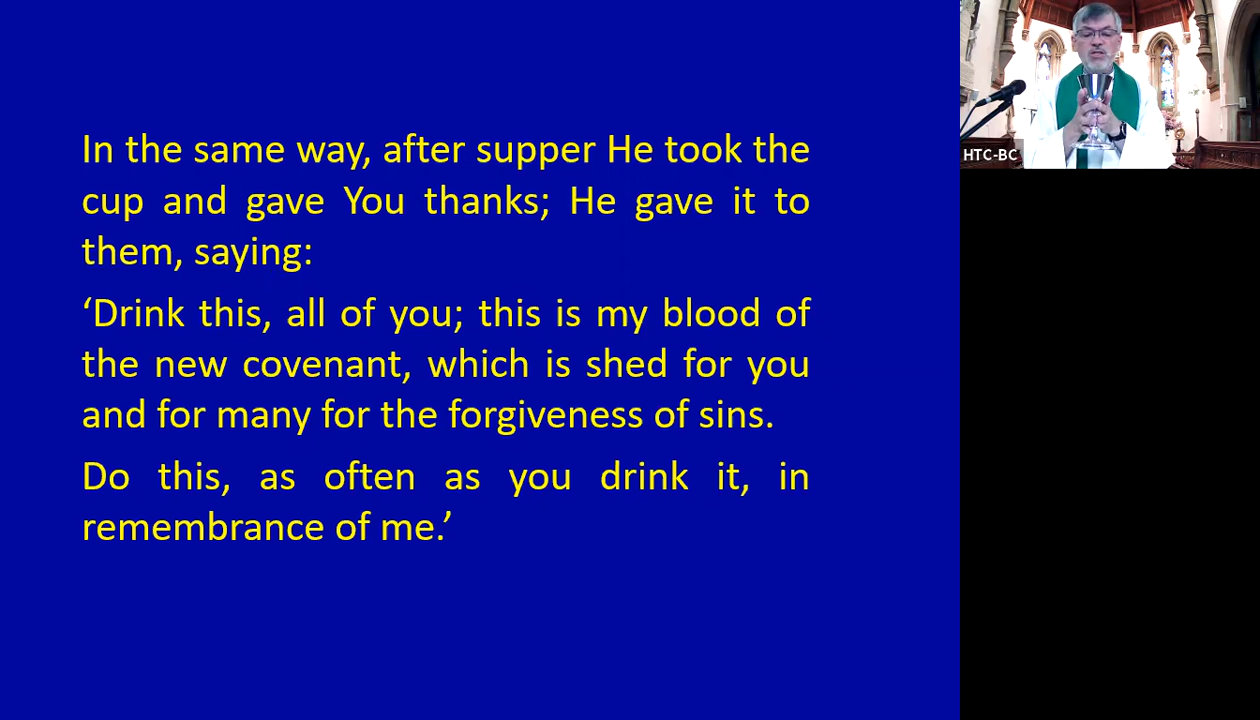 In the same way, after supper He took the
cup and gave You thanks; He gave it to
them, saying:
‘Drink this, all of you; this is my blood of
the new covenant, which is shed for you
and for many for the forgiveness of sins.
Do this, as often as you drink it, in
remembrance of me.’
HTC-BC